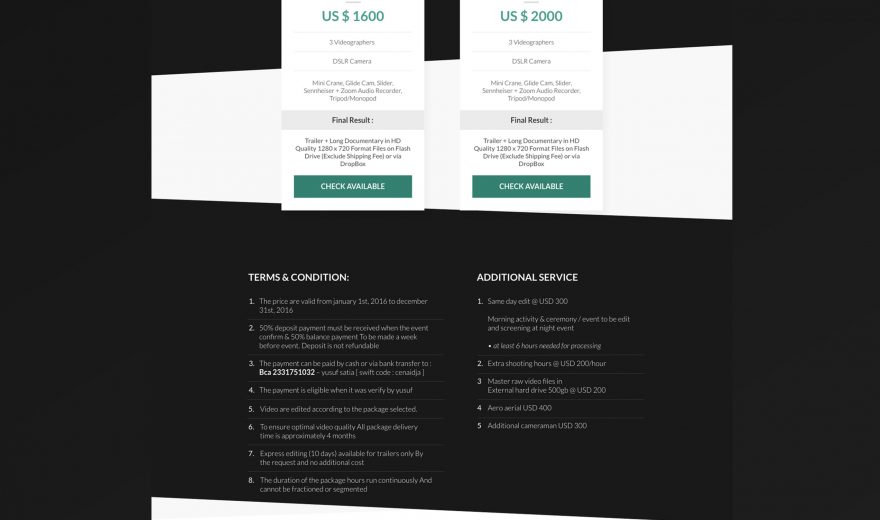 US $ 1600
3 Videographers
DSLR Camera
Mini Crane, Glide Cam, Slider,
Sennheiser + Zoom Audio Recorder,
Tripod/Monopod
Final Result :
Trailer + Long Documentary in HD
Quality 1280 x 720 Format Files on Flash
Drive (Exclude Shipping Fee) or via
DropBox
CHECK AVAILABLE
US $ 2000
3 Videographers
DSLR Camera
Mini Crane, Glide Cam, Slider,
Sennheiser + Zoom Audio Recorder,
Tripod/Monopod
Final Result :
Trailer + Long Documentary in HD
Quality 1280 x 720 Format Files on Flash
Drive (Exclude Shipping Fee) or via
DropBox
CHECK AVAILABLE
TERMS & CONDITION:
1. The price are valid from january 1st, 2016 to december
31st, 2016
2. 50% deposit payment must be received when the event
confirm & 50% balance payment To be made a week
before event. Deposit is not refundable
3. The payment can be paid by cash or via bank transfer to :
Bca 2331751032 – yusuf satia [ swift code : cenaidja ]
4. The payment is eligible when it was verify by yusuf
5. Video are edited according to the package selected.
6. To ensure optimal video quality All package delivery
time is approximately 4 months
7. Express editing (10 days) available for trailers only By
the request and no additional cost
8. The duration of the package hours run continuously And
cannot be fractioned or segmented
ADDITIONAL SERVICE
1. Same day edit @ USD 300
Morning activity & ceremony / event to be edit
and screening at night event
• at least 6 hours needed for processing
2. Extra shooting hours @ USD 200/hour
3 Master raw video files in
External hard drive 500gb @ USD 200
4 Aero aerial USD 400
5 Additional cameraman USD 300